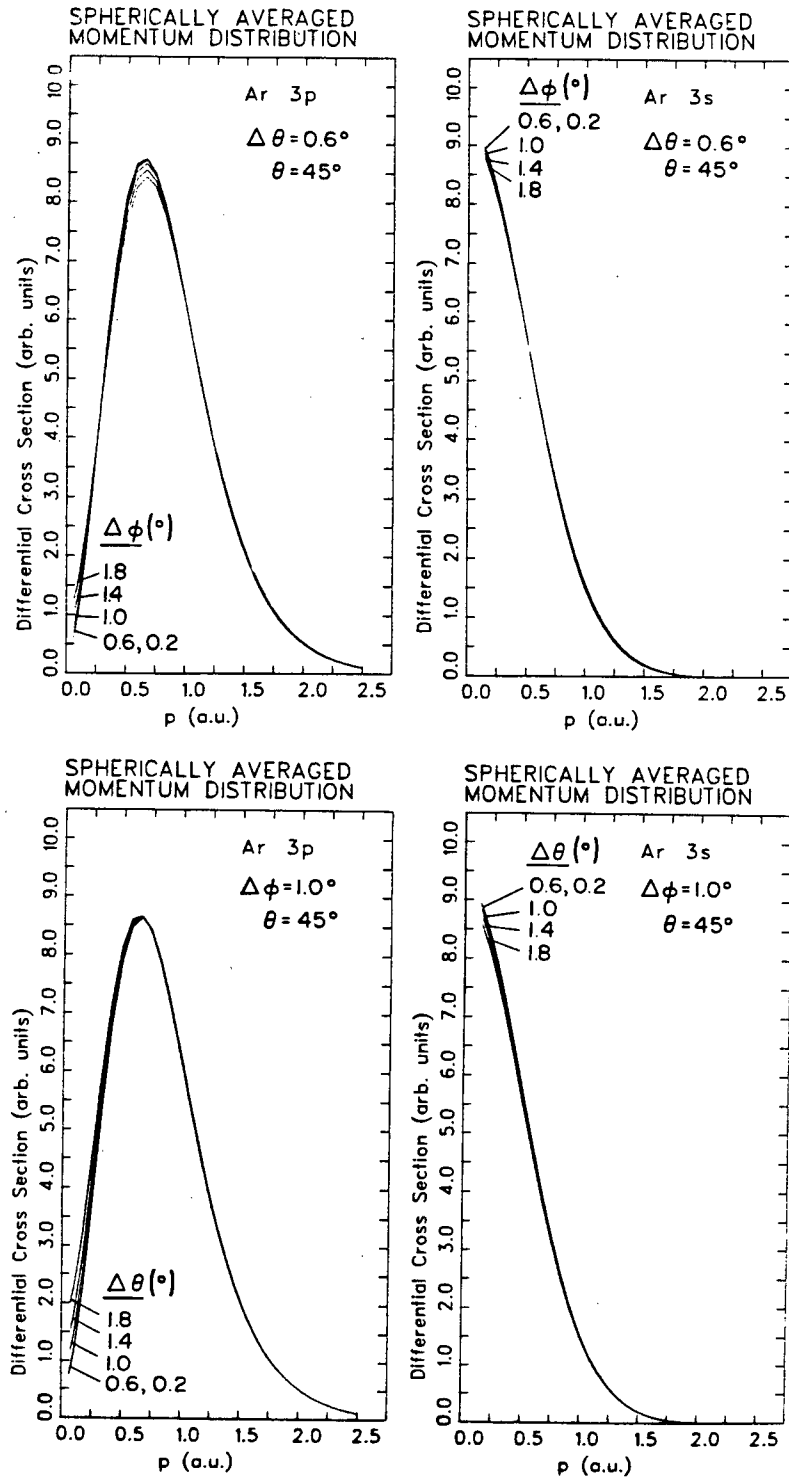 SPHERICALLY AVERAGED
MOMENTUM DISTRIBUTION
Differential Cross Section (arb. units)
10.0
9.0
8.0
7.0
6.0
5.0
4.0
3.0
2.0
1.0
0.0
Ar 3p
Δθ=0.6°
θ=45°
Δϕ(°)
1.8
1.4
1.0
0.6, 0.2
0.0 0.5 1.0 1.5 2.0 2.5
p (a.u.)
SPHERICALLY AVERAGED
MOMENTUM DISTRIBUTION
Differential Cross Section (arb. units)
10.0
9.0
8.0
7.0
6.0
5.0
4.0
3.0
2.0
1.0
0.0
Δϕ(°)
0.6, 0.2
1.0
1.4
1.8
Ar 3s
Δθ=0.6°
θ=45°
0.0 0.5 1.0 1.5 2.0 2.5
p (a.u.)
SPHERICALLY AVERAGED
MOMENTUM DISTRIBUTION
Differential Cross Section (arb. units)
10.0
9.0
8.0
7.0
6.0
5.0
4.0
3.0
2.0
1.0
0.0
Ar 3p
Δϕ=1.0°
θ=45°
Δθ(°)
1.8
1.4
1.0
0.6, 0.2
0.0 0.5 1.0 1.5 2.0 2.5
p (a.u.)
SPHERICALLY AVERAGED
MOMENTUM DISTRIBUTION
Differential Cross Section (arb. units)
10.0
9.0
8.0
7.0
6.0
5.0
4.0
3.0
2.0
1.0
0.0
Δθ(°)
0.6, 0.2
1.0
1.4
1.8
Ar 3s
Δϕ=1.0°
θ=45°
0.0 0.5 1.0 1.5 2.0 2.5
p (a.u.)